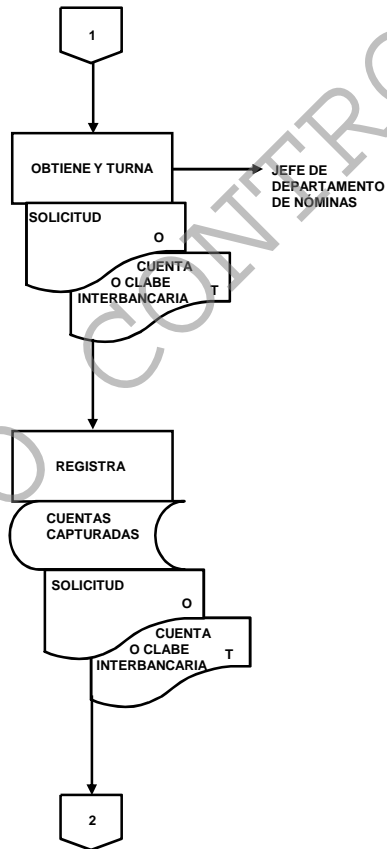 1
OBTIENE Y TURNA
JEFE DE
DEPARTAMENTO
DE NÓMINAS
SOLICITUD
O
CUENTA
O CLABE
INTERBANCARIA
T
REGISTRA
CUENTAS
CAPTURADAS
SOLICITUD
O
CUENTA
O CLABE
INTERBANCARIA
T
2